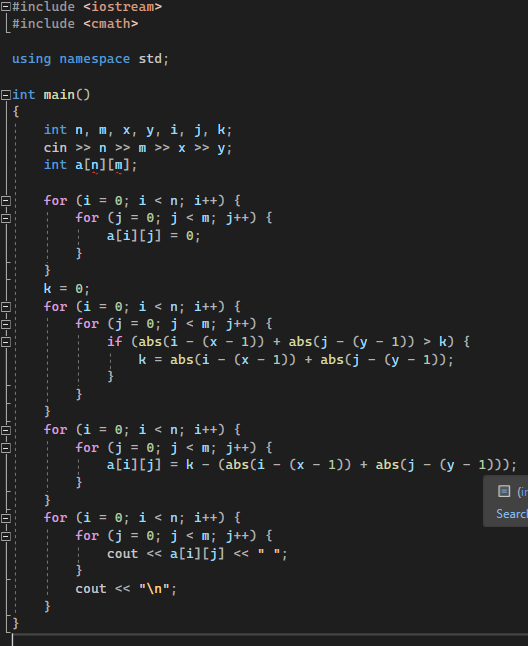 #include <iostream>
#include <cmath>
using namespace std;
int main()
{
    int n, m, x, y, i, j, k;
    cin >> n >> m >> x >> y;
    int a[n][m];
    for (i = 0; i < n; i++) {
        for (j = 0; j < m; j++) {
            a[i][j] = 0;
        }
    }
    k = 0;
    for (i = 0; i < n; i++) {
        for (j = 0; j < m; j++) {
            if (abs(i - (x - 1)) + abs(j - (y - 1)) > k) {
                k = abs(i - (x - 1)) + abs(j - (y - 1));
            }
        }
    }
    for (i = 0; i < n; i++) {
        for (j = 0; j < m; j++) {
            a[i][j] = k - (abs(i - (x - 1)) + abs(j - (y - 1)));
        }
    }
    for (i = 0; i < n; i++) {
        for (j = 0; j < m; j++) {
            cout << a[i][j] << " ";
        }
        cout << "\n";
    }
}